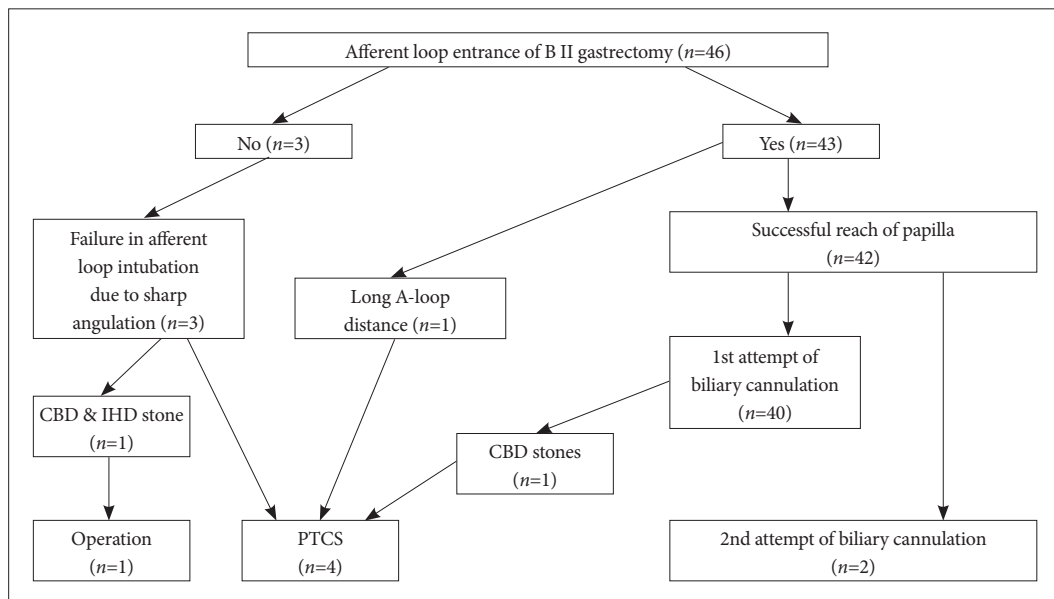 Afferent loop entrance of B II gastrectomy (n=46)
No (n=3)
Yes (n=43)
Failure in afferent
loop intubation
due to sharp
angulation (n=3)
Long A-loop
distance (n=1)
Successful reach of papilla
(n=42)
1st attempt of
biliary cannulation
(n=40)
CBD & IHD stone
(n=1)
CBD stones
(n=1)
Operation
(n=1)
PTCS
(n=4)
2nd attempt of biliary cannulation
(n=2)